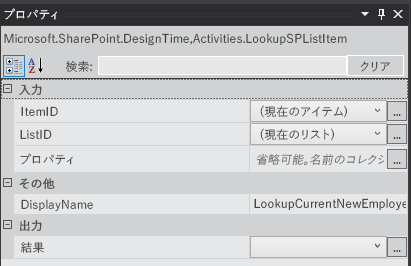 プロパティ
Microsoft.SharePoint.DesignTime,Activities.LookupSPListItem
検索: クリア
入力
ItemID (現在のアイテム) ...
ListID (現在のリスト) ...
プロパティ 省略可能。名前のコレクシ ...
その他
DisplayName LookupCurrentNewEmploye
出力
結果 ...